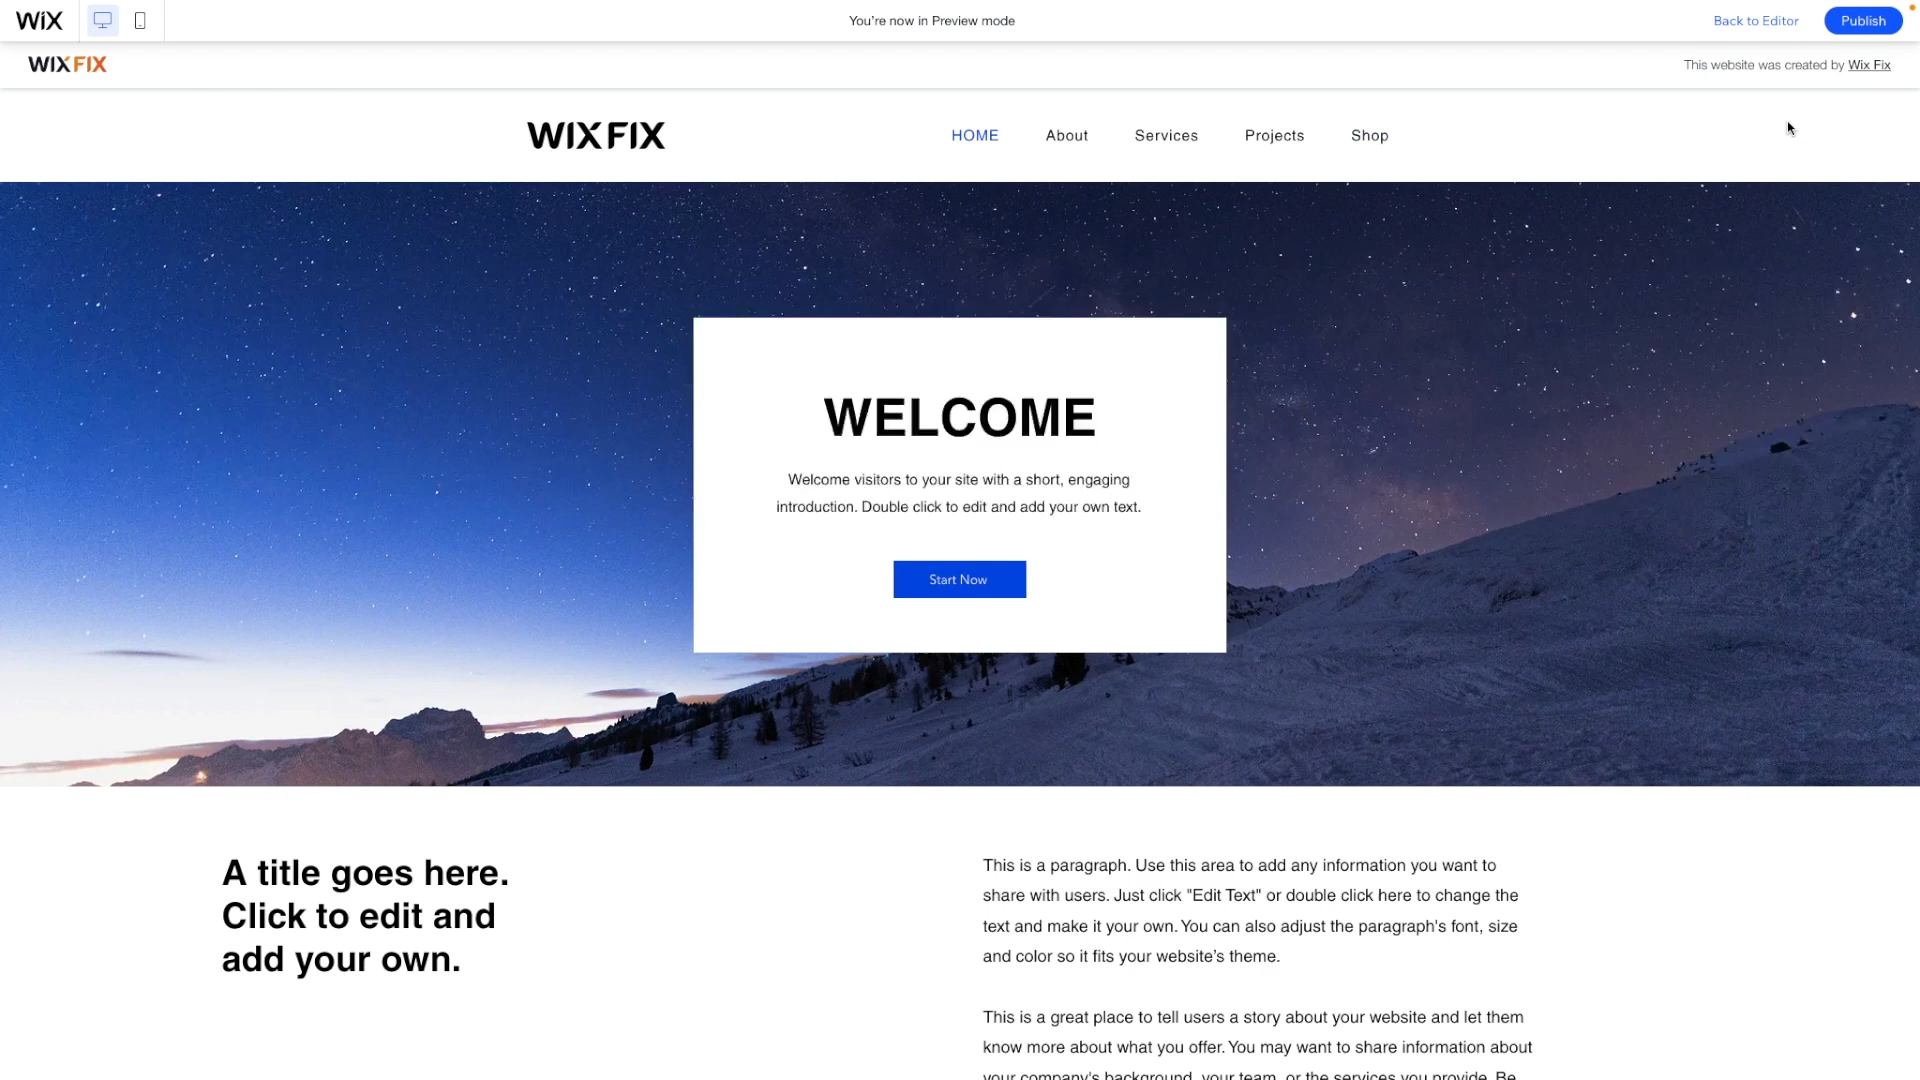 WiX
You're now in Preview mode
Back to Editor
Publish
WIXFIX
This website was created by Wix Fix
WIXFIX
HOME
About
Services
Projects
Shop
WELCOME
Welcome visitors to your site with a short, engaging
introduction. Double click to edit and add your own text.
Start Now
A title goes here.
Click to edit and
add your own.
This is a paragraph. Use this area to add any information you want to
share with users. Just click "Edit Text" or double click here to change the
text and make it your own. You can also adjust the paragraph's font, size
and color so it fits your website's theme.
This is a great place to tell users a story about your website and let them
know more about what you offer. You may want to share information about
your company's background, your team, or the services you provide. Be